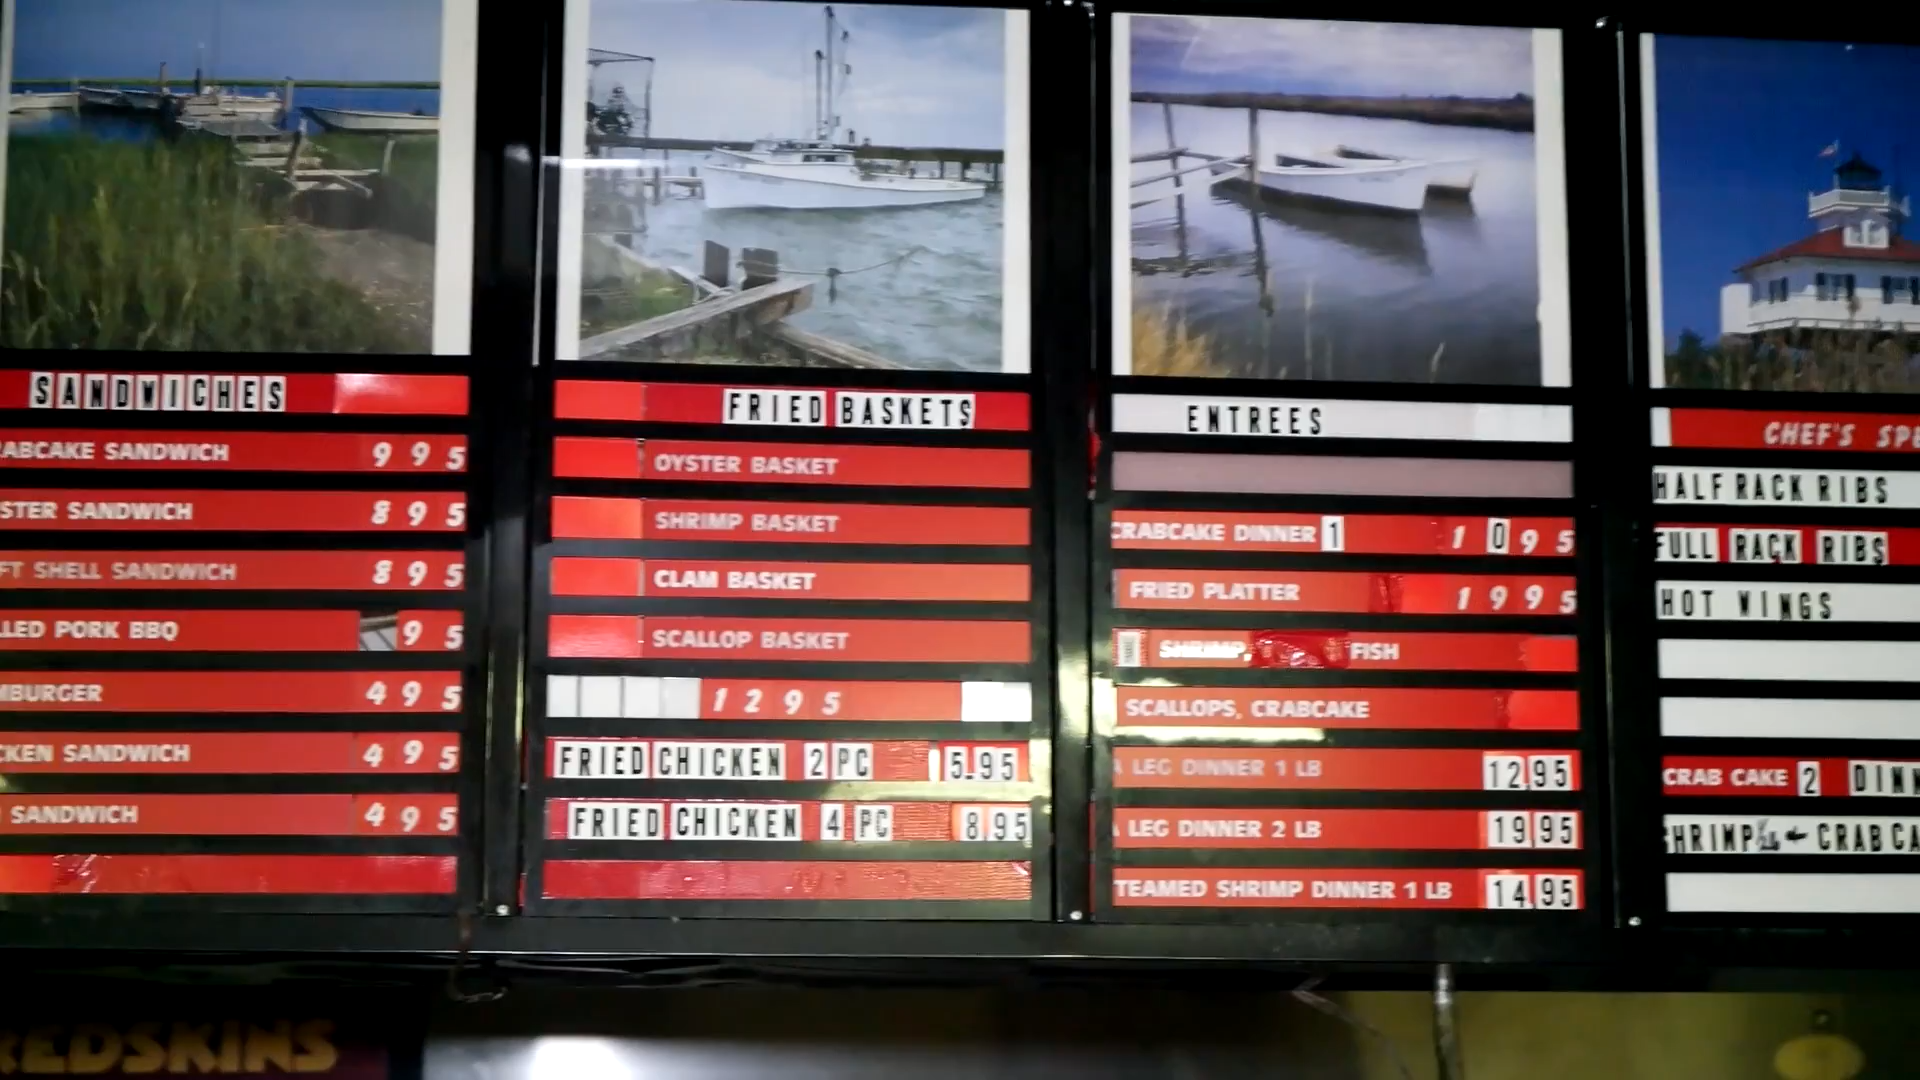 SANDWICHES
ABCAKE SANDWICH 9 9 5
STER SANDWICH 8 9 5
FT SHELL SANDWICH 8 9 5
LLED PORK BBQ 9 5
MBURGER 4 9 5
CKEN SANDWICH 4 9 5
SANDWICH 4 9 5
FRIED BASKETS
OYSTER BASKET
SHRIMP BASKET
CLAM BASKET
SCALLOP BASKET
1 2 9 5
FRIED CHICKEN 2 PC 5.95
FRIED CHICKEN 4 PC 8.95
ENTREES
CRABCAKE DINNER 1 1 0 9 5
FRIED PLATTER 1 9 9 5
SHRIMP, FISH
SCALLOPS, CRABCAKE
LEG DINNER 1 LB 12.95
LEG DINNER 2 LB 19.95
TEAMED SHRIMP DINNER 1 LB 14.95
CHEF'S SPE
HALF RACK RIBS
FULL RACK RIBS
HOT WINGS
CRAB CAKE 2 DINN
HRIMP CRAB CA
REDSKINS